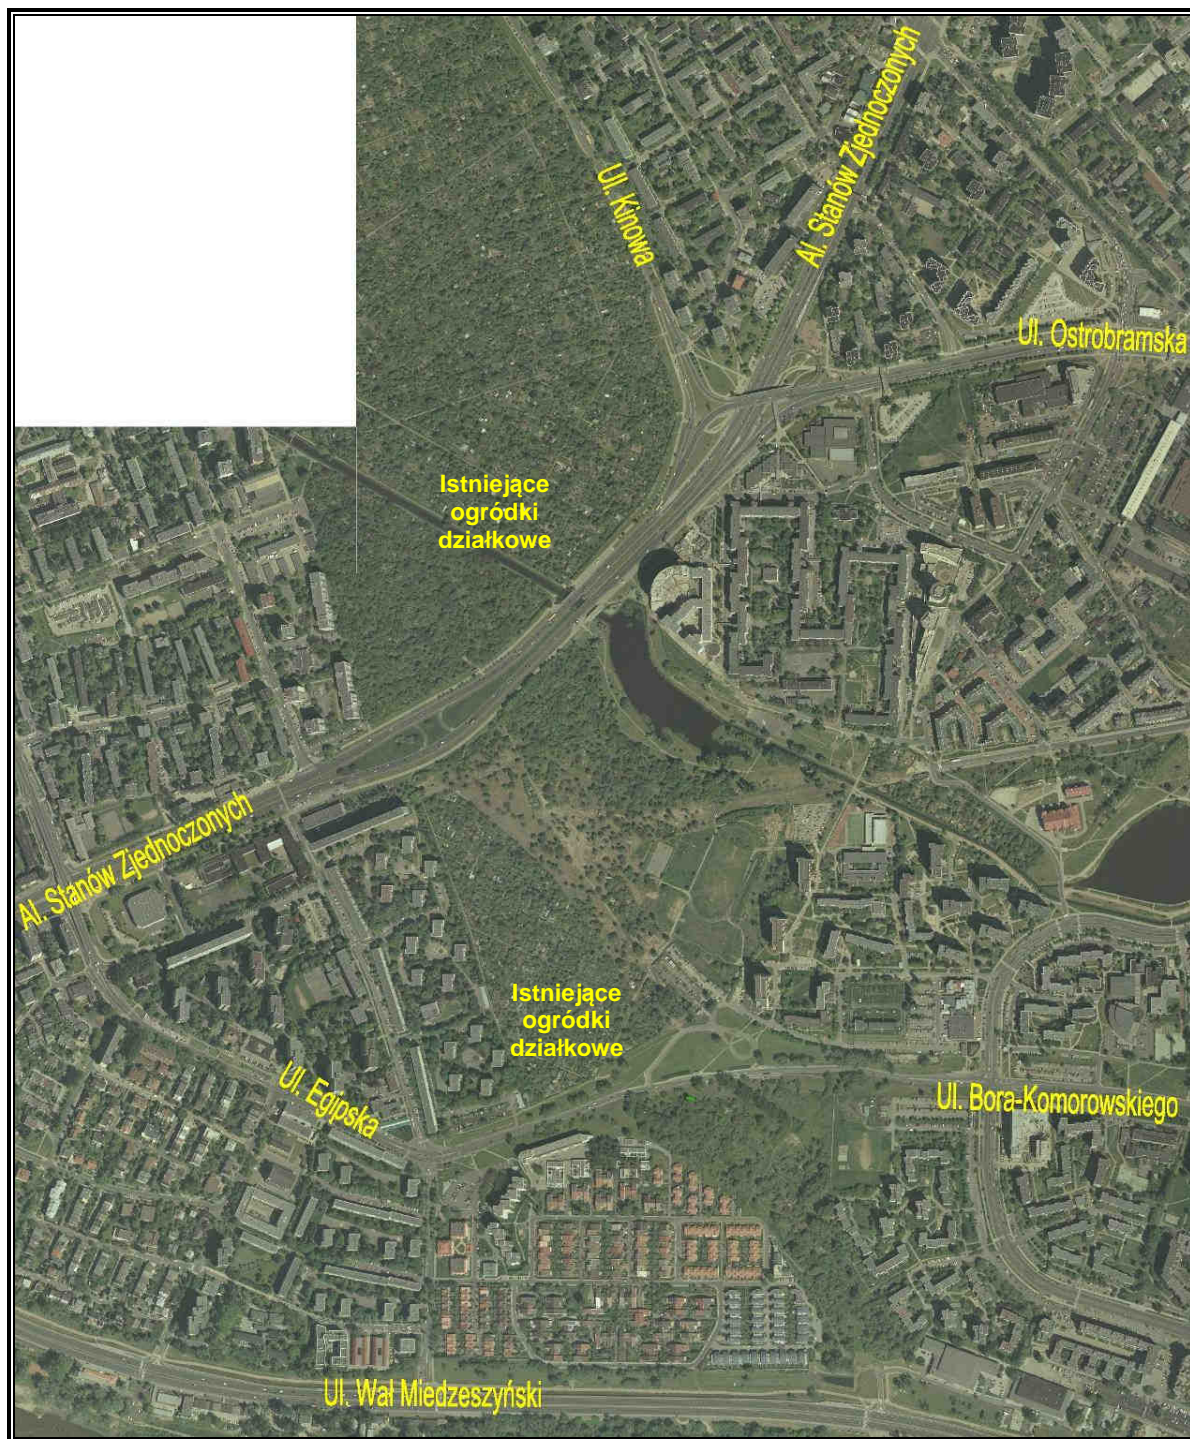 Al. Stanów Zjednoczonych
Ul. Kinowa
Ul. Ostrobramska
Istniejące
ogródki
działkowe
Al. Stanów Zjednoczonych
Istniejące
ogródki
działkowe
Ul. Egipska
Ul. Bora-Komorowskiego
Ul. Wał Miedzeszyński